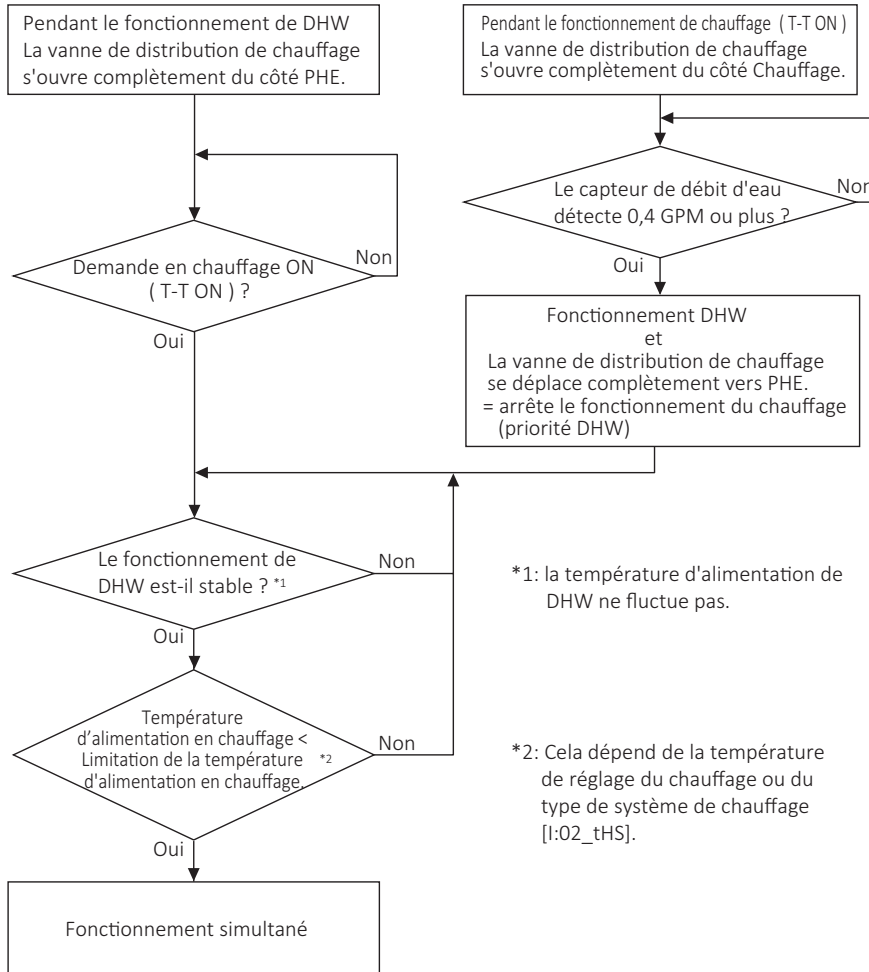 Pendant le fonctionnement de DHW
La vanne de distribution de chauffage
s'ouvre complètement du côté PHE.
Demande en chauffage ON
( T-T ON ) ?
Non
Oui
Pendant le fonctionnement de chauffage ( T-T ON )
La vanne de distribution de chauffage
s'ouvre complètement du côté Chauffage.
Le capteur de débit d'eau
détecte 0,4 GPM ou plus ?
Non
Oui
Fonctionnement DHW
et
La vanne de distribution de chauffage
se déplace complètement vers PHE.
= arrête le fonctionnement du chauffage
(priorité DHW)
Le fonctionnement de
DHW est-il stable ? *1
Non
Oui
*1: la température d'alimentation de
DHW ne fluctue pas.
Température
d’alimentation en chauffage <
Limitation de la température *2
d'alimentation en chauffage.
Non
Oui
*2: Cela dépend de la température
de réglage du chauffage ou du
type de système de chauffage
[I:02_tHS].
Fonctionnement simultané